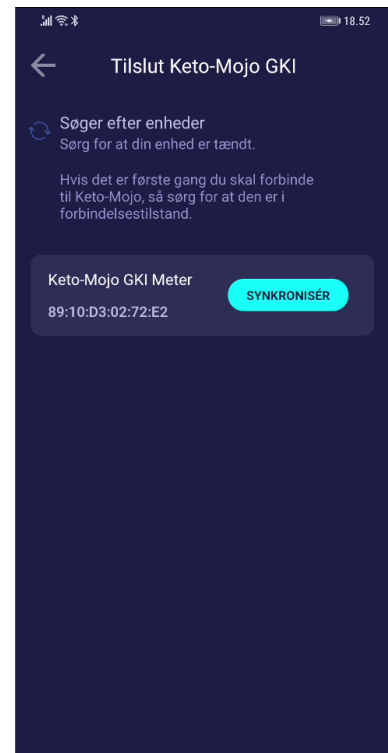 18.52
Tilslut Keto-Mojo GKI
Søger efter enheder
Sørg for at din enhed er tændt.
Hvis det er første gang du skal forbinde
til Keto-Mojo, så sørg for at den er i
forbindelsestilstand.
Keto-Mojo GKI Meter
SYNKRONISÉR
89:10:D3:02:72:E2